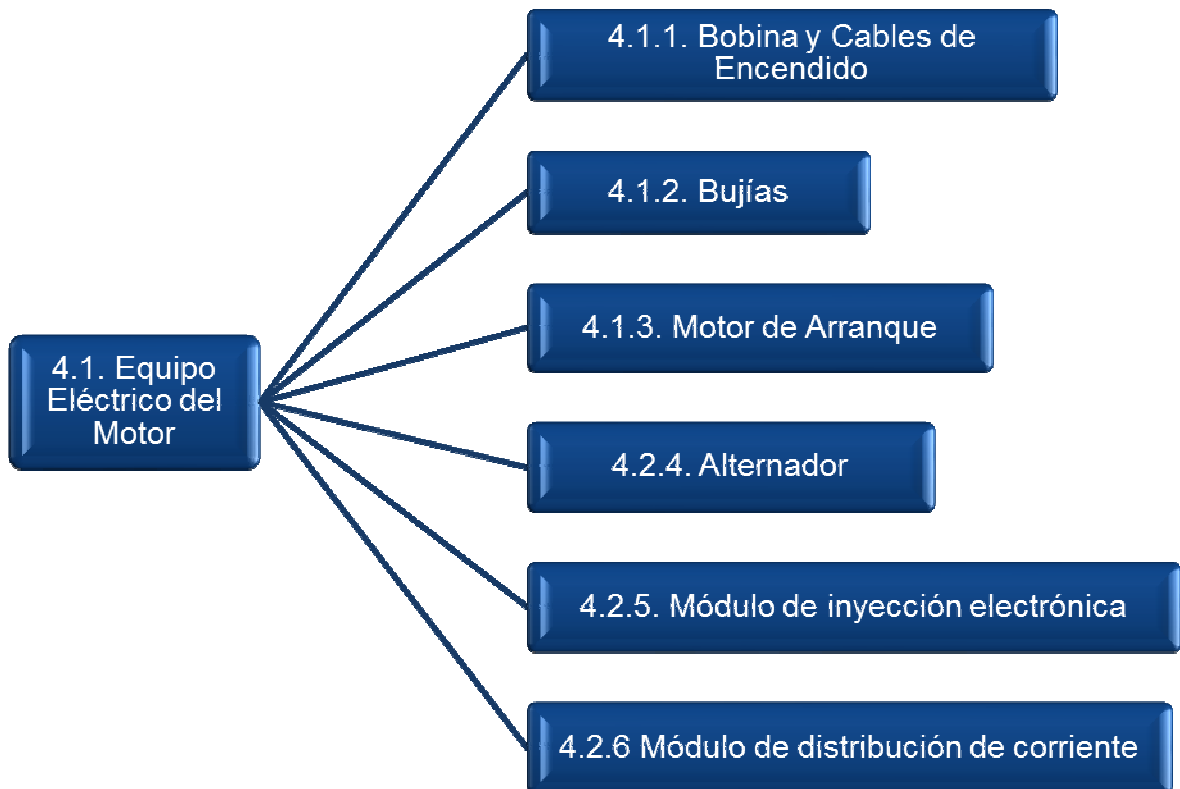 4.1.1. Bobina y Cables de
Encendido
4.1.2. Bujías
4.1.3. Motor de Arranque
4.1. Equipo
Eléctrico del
Motor
4.2.4. Alternador
4.2.5. Módulo de inyección electrónica
4.2.6 Módulo de distribución de corriente